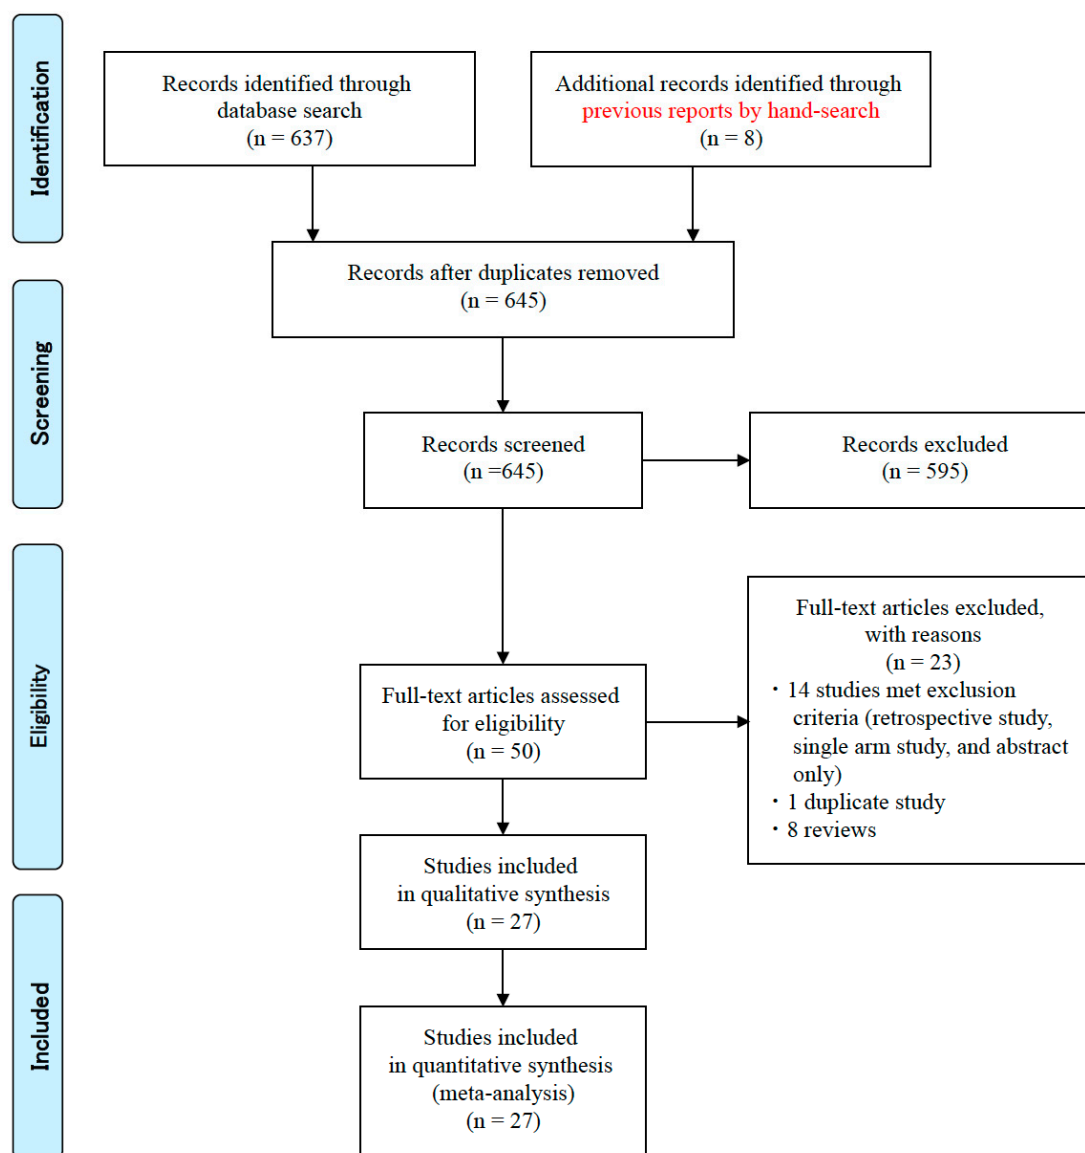 Identification
Records identified through
database search
(n = 637)
Additional records identified through
previous reports by hand-search
(n = 8)
Records after duplicates removed
(n = 645)
Screening
Records screened
(n =645)
Records excluded
(n = 595)
Eligibility
Full-text articles assessed
for eligibility
(n = 50)
Full-text articles excluded,
with reasons
(n = 23)
・14 studies met exclusion
criteria (retrospective study,
single arm study, and abstract
only)
・1 duplicate study
・8 reviews
Studies included
in qualitative synthesis
(n = 27)
Included
Studies included
in quantitative synthesis
(meta-analysis)
(n = 27)